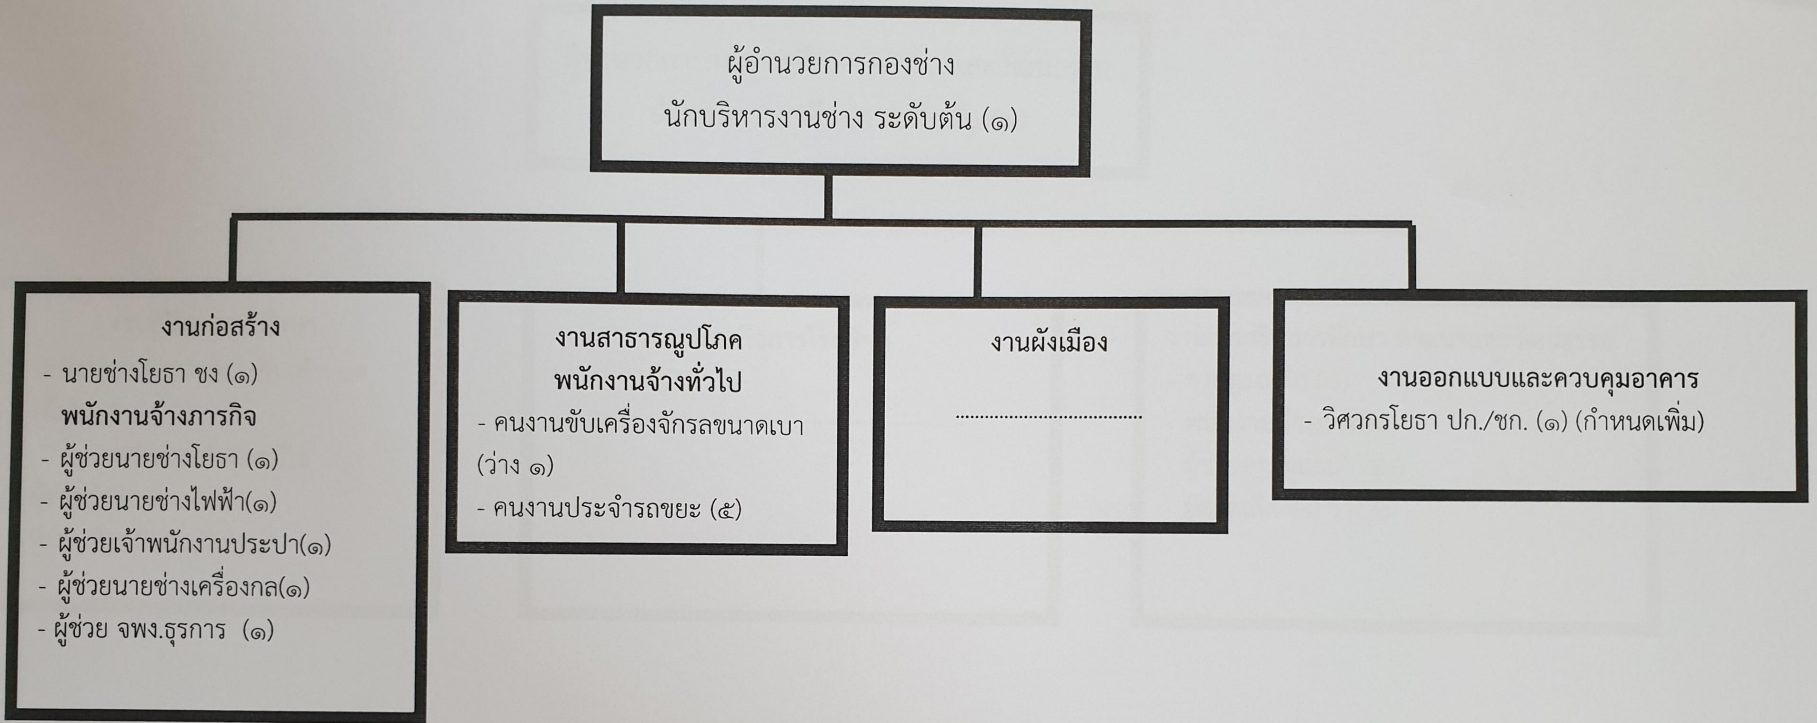 ผู้อำนวยการกองช่าง
นักบริหารงานช่าง ระดับต้น (๑)
งานก่อสร้าง
- นายช่างโยธา ชง (๑)
พนักงานจ้างภารกิจ
- ผู้ช่วยนายช่างโยธา (๑)
- ผู้ช่วยนายช่างไฟฟ้า(๑)
- ผู้ช่วยเจ้าพนักงานประปา(๑)
- ผู้ช่วยนายช่างเครื่องกล(๑)
- ผู้ช่วย จพง.ธุรการ (๑)
งานสาธารณูปโภค
พนักงานจ้างทั่วไป
- คนงานขับเครื่องจักรลขนาดเบา
(ว่าง ๑)
- คนงานประจำรถขยะ (๕)
งานผังเมือง
.......................................
งานออกแบบและควบคุมอาคาร
- วิศวกรโยธา ปก./ชก. (๑) (กำหนดเพิ่ม)